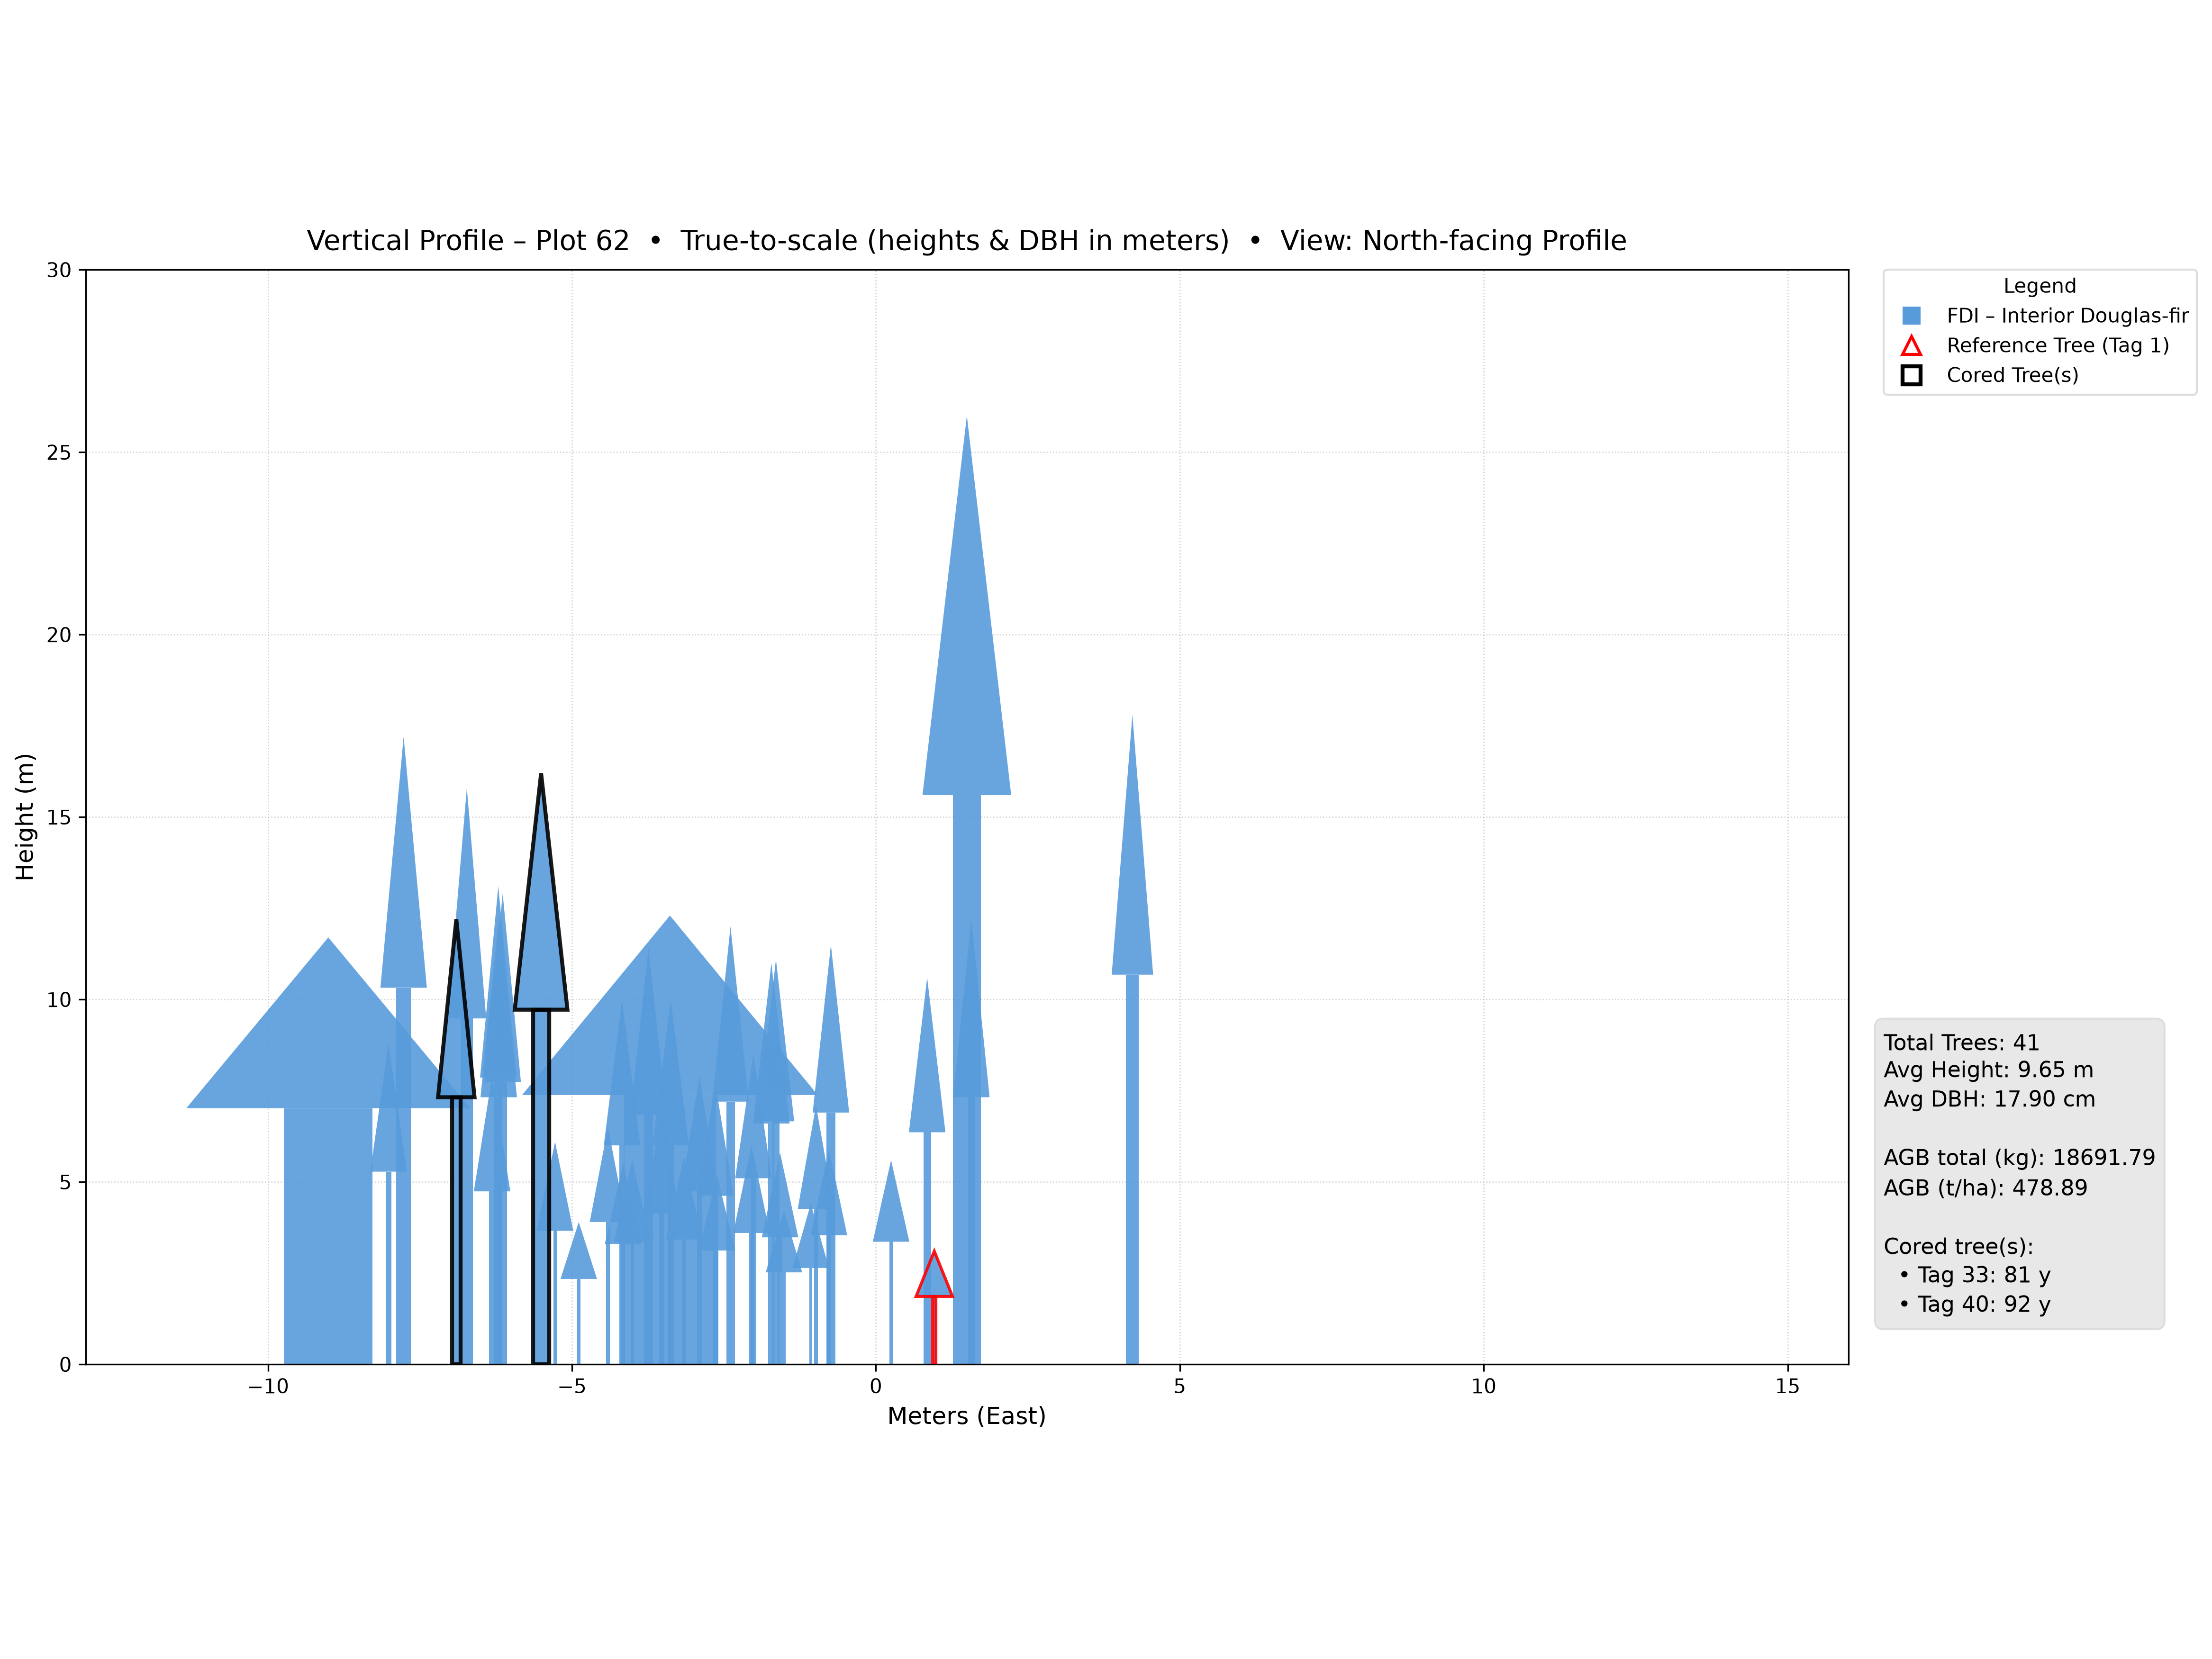 Vertical Profile – Plot 62 • True-to-scale (heights & DBH in meters) • View: North-facing Profile
30
25
20
15
10
5
0
Height (m)
−10
−5
0
5
10
15
Meters (East)
Legend
FDI – Interior Douglas-fir
Reference Tree (Tag 1)
Cored Tree(s)
Total Trees: 41
Avg Height: 9.65 m
Avg DBH: 17.90 cm
AGB total (kg): 18691.79
AGB (t/ha): 478.89
Cored tree(s):
• Tag 33: 81 y
• Tag 40: 92 y